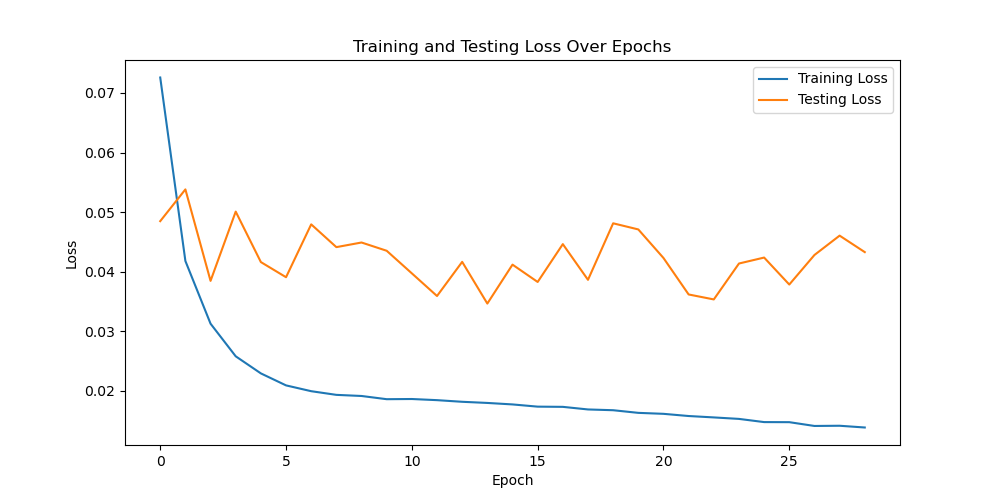 Training and Testing Loss Over Epochs
Training Loss
Testing Loss
0.07
0.06
0.05
0.04
0.03
0.02
Loss
0 5 10 15 20 25
Epoch